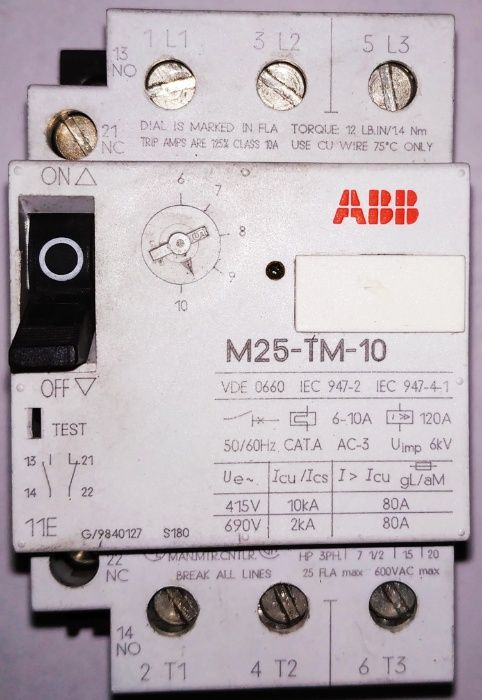 1 L1 3 L2 5 L3
13
NO
21
NC
DIAL IS MARKED IN FLA TORQUE: 12 LB.IN/1.4 Nm
TRIP AMPS ARE 125% CLASS 10A USE CU WIRE 75°C ONLY
ON △
6
7
8
9
10
ABB
O
M25-TM-10
OFF ▽
VDE 0660 IEC 947-2 IEC 947-4-1
6-10A I>> 120A
TEST
50/60Hz CAT.A AC-3 Uimp 6kV
13 21
14 22
Ue~ Icu/Ics I > Icu gL/aM
415V 10kA 80A
690V 2kA 80A
11E G/9840127 S180
22
NC
MAN.MTR.CNTLR. HP 3PH. 7 1/2 15 20
BREAK ALL LINES 25 FLA max 600VAC max
14
NO
2 T1 4 T2 6 T3